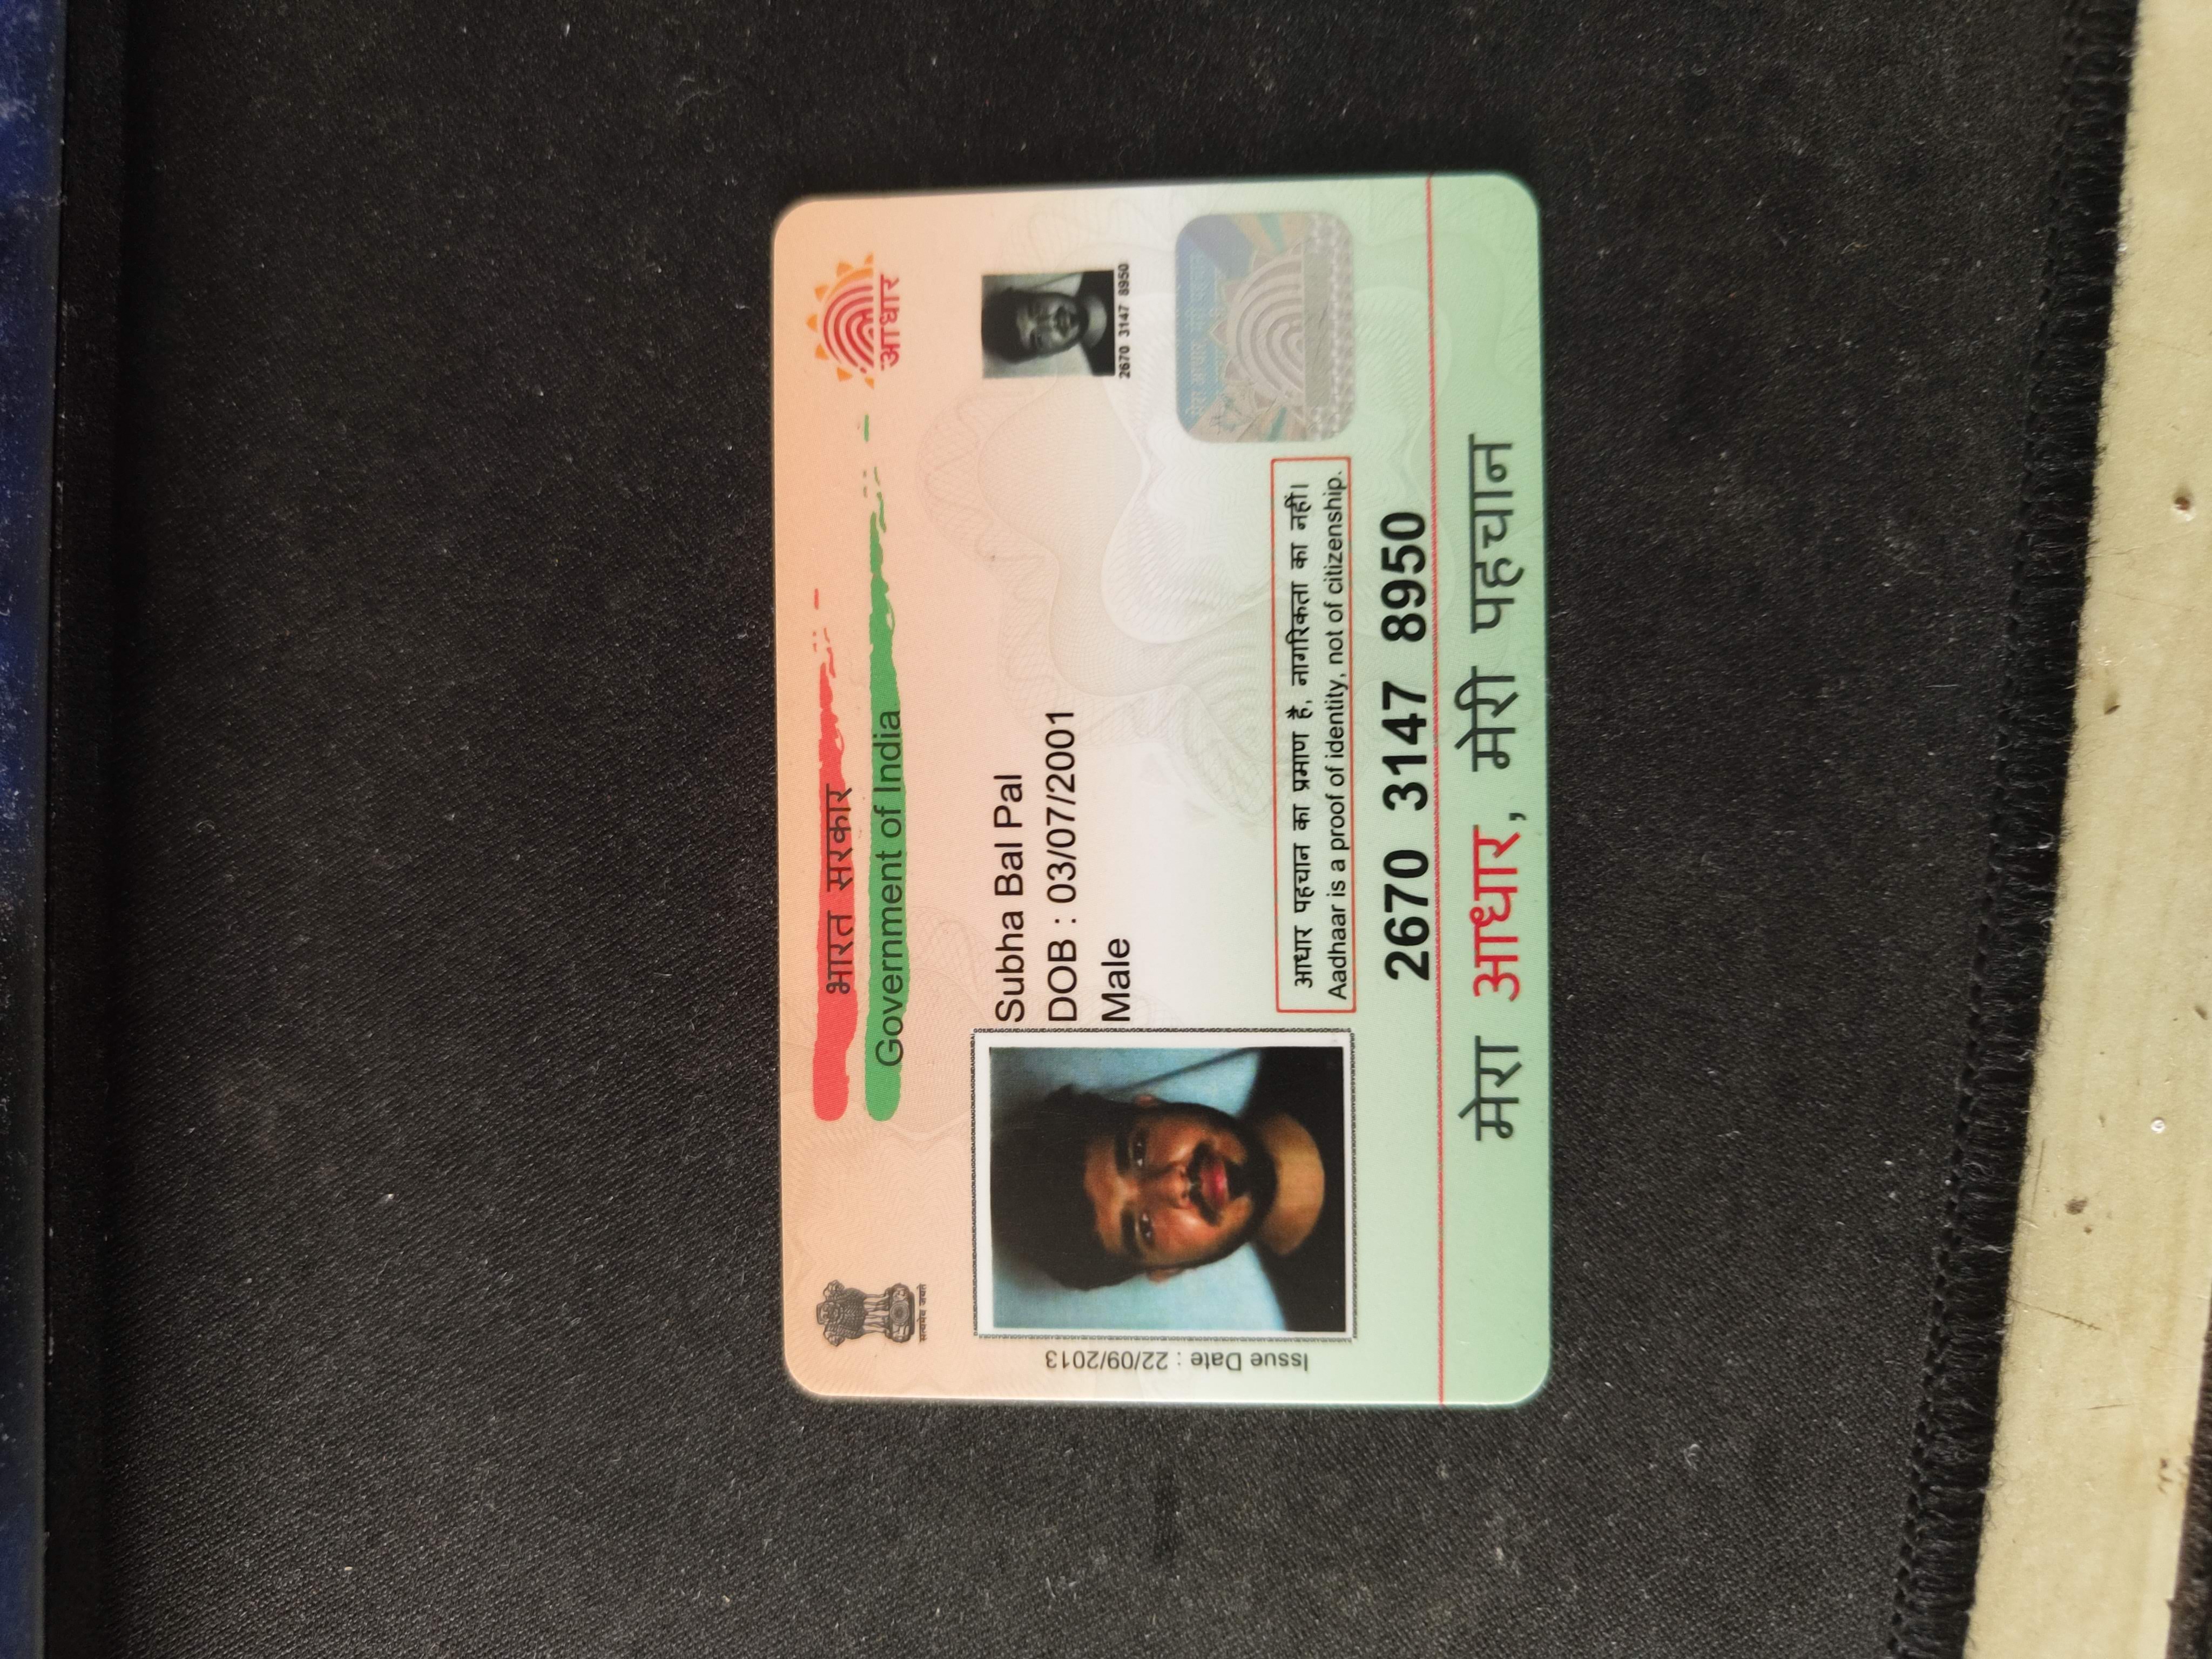 भारत सरकार
Government of India
सत्यमेव जयते
आधार
Issue Date : 22/09/2013
Subha Bal Pal
DOB : 03/07/2001
Male
2670 3147 8950
मेरा आधार, मेरी पहचान
आधार पहचान का प्रमाण है, नागरिकता का नहीं।
Aadhaar is a proof of identity, not of citizenship.
2670 3147 8950
मेरा आधार, मेरी पहचान